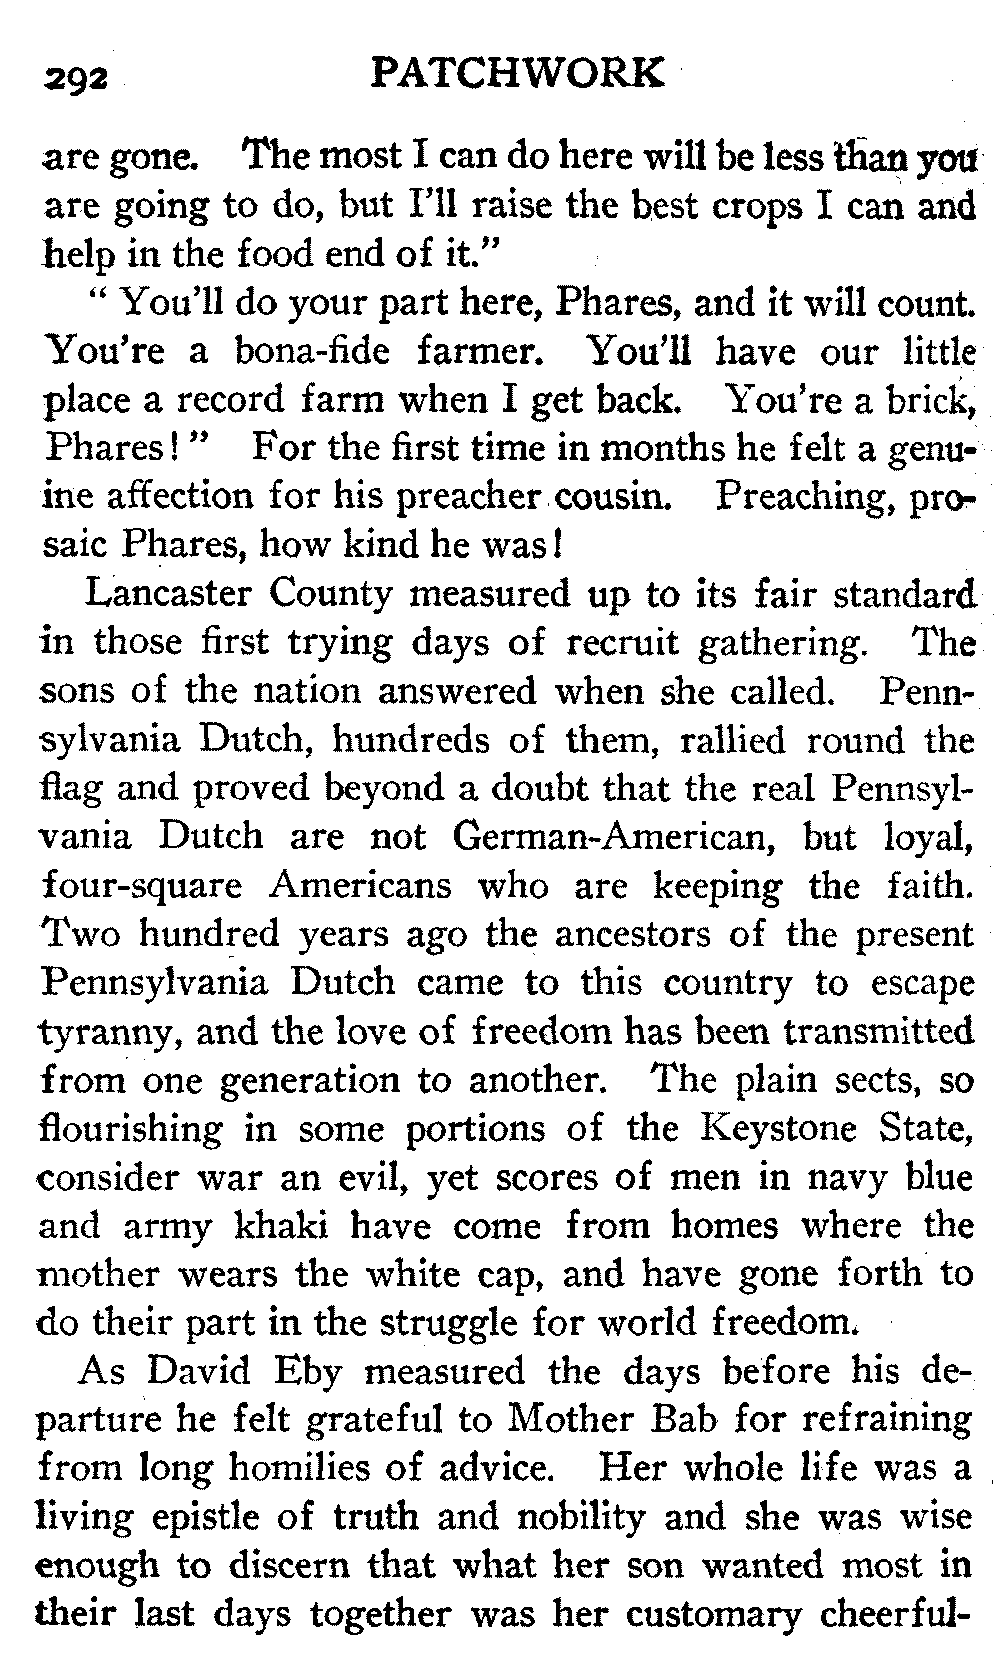 292 PATCHWORK
are gone. The most I can do here will be less than you
are going to do, but I'll raise the best crops I can and
help in the food end of it."
" You'll do your part here, Phares, and it will count.
You're a bona-fide farmer. You'll have our little
place a record farm when I get back. You're a brick,
Phares! " For the first time in months he felt a genu-
ine affection for his preacher cousin. Preaching, pro-
saic Phares, how kind he was!
Lancaster County measured up to its fair standard
in those first trying days of recruit gathering. The
sons of the nation answered when she called. Penn-
sylvania Dutch, hundreds of them, rallied round the
flag and proved beyond a doubt that the real Pennsyl-
vania Dutch are not German-American, but loyal,
four-square Americans who are keeping the faith.
Two hundred years ago the ancestors of the present
Pennsylvania Dutch came to this country to escape
tyranny, and the love of freedom has been transmitted
from one generation to another. The plain sects, so
flourishing in some portions of the Keystone State,
consider war an evil, yet scores of men in navy blue
and army khaki have come from homes where the
mother wears the white cap, and have gone forth to
do their part in the struggle for world freedom.
As David Eby measured the days before his de-
parture he felt grateful to Mother Bab for refraining
from long homilies of advice. Her whole life was a
living epistle of truth and nobility and she was wise
enough to discern that what her son wanted most in
their last days together was her customary cheerful-